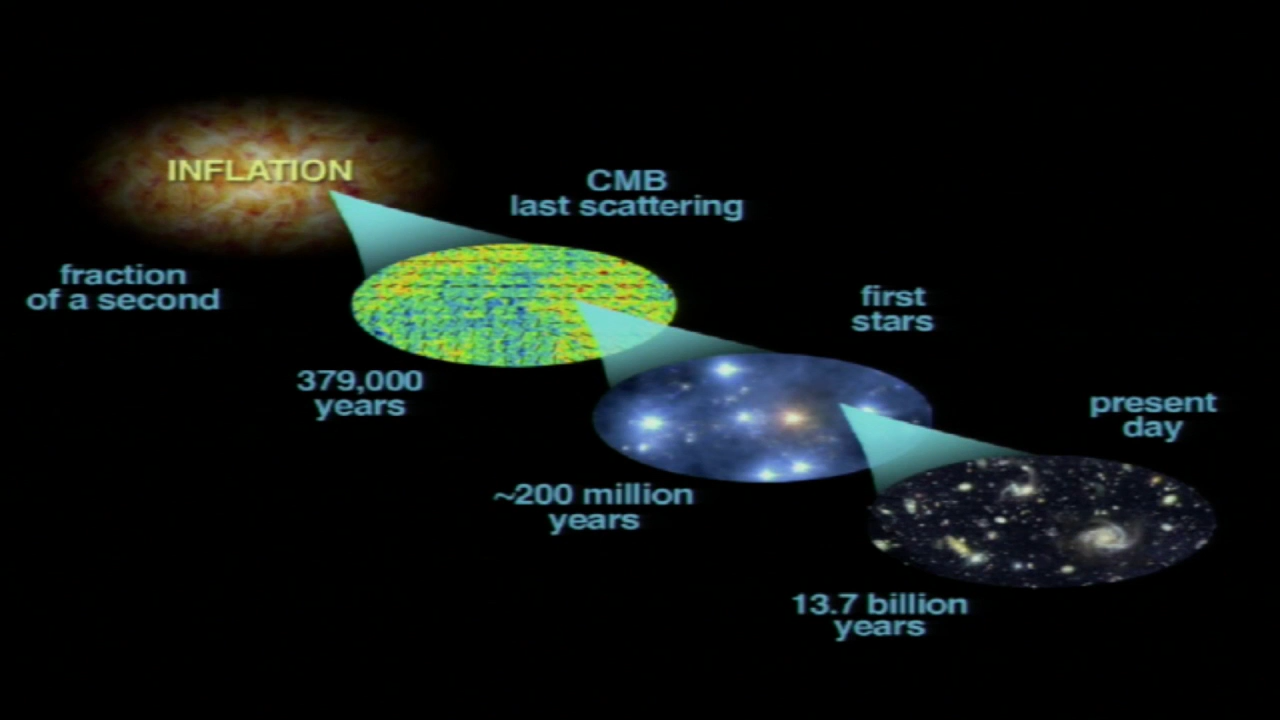 INFLATION
fraction
of a second
CMB
last scattering
379,000
years
first
stars
~200 million
years
present
day
13.7 billion
years